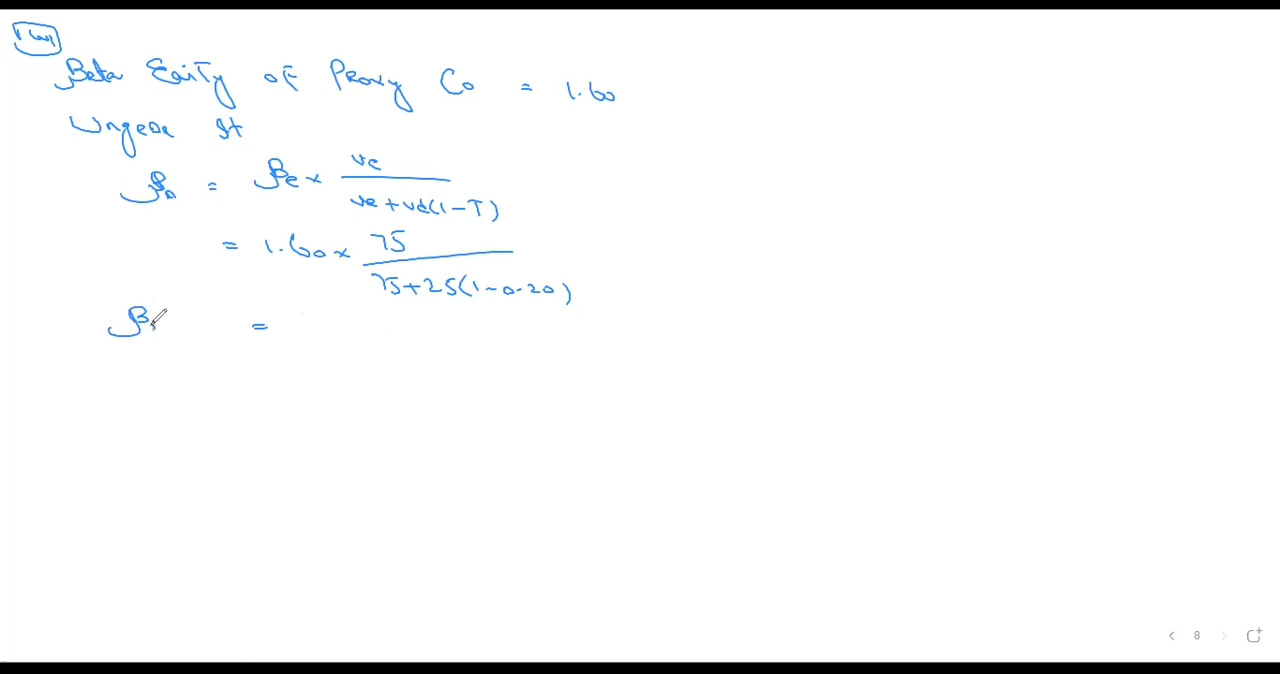 Beta Eqity of Proxy Co = 1.60
Ungear It
βA = βe × ve / ve + vd(1 - T)
= 1.60 × 75 / 75 + 25(1 - 0.20)
β =
8